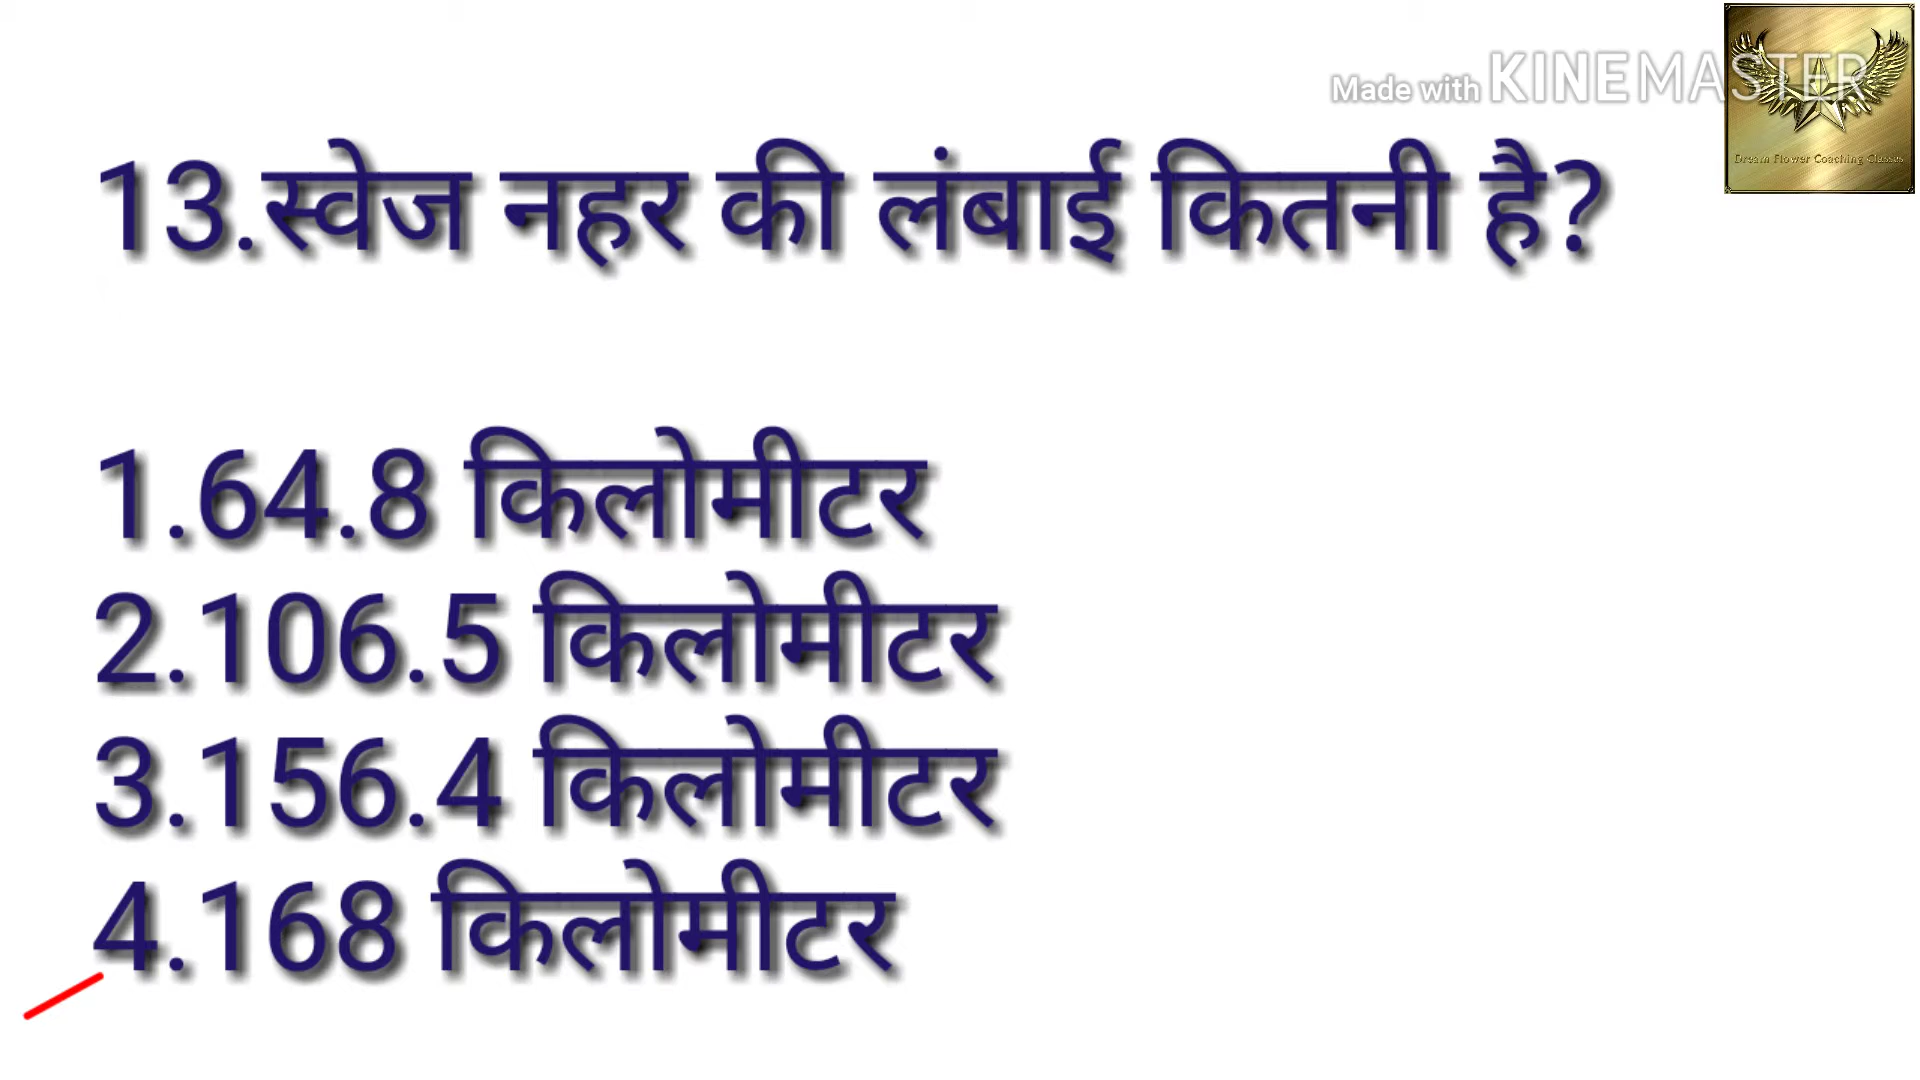 Made with KINEMASTER
Dream Flower Coaching Classes
13.स्वेज नहर की लंबाई कितनी है?
1.64.8 किलोमीटर
2.106.5 किलोमीटर
3.156.4 किलोमीटर
4.168 किलोमीटर